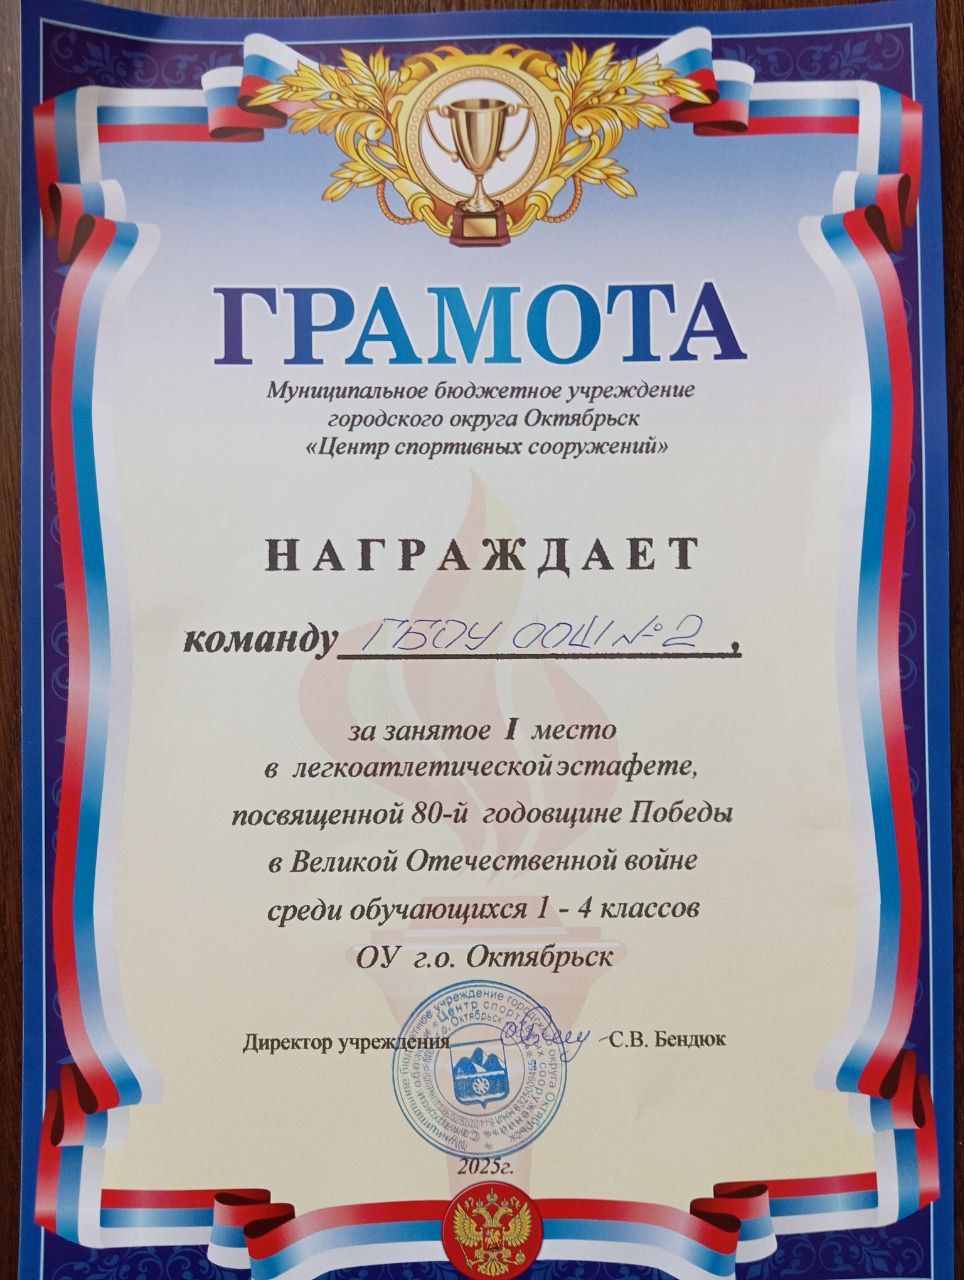 ГРАМОТА
Муниципальное бюджетное учреждение
городского округа Октябрьск
«Центр спортивных сооружений»
НАГРАЖДАЕТ
команду ГБОУ ООШ №2,
за занятое I место
в легкоатлетической эстафете,
посвященной 80-й годовщине Победы
в Великой Отечественной войне
среди обучающихся 1 - 4 классов
ОУ г.о. Октябрьск
Директор учреждения С.В. Бендюк
2025г.